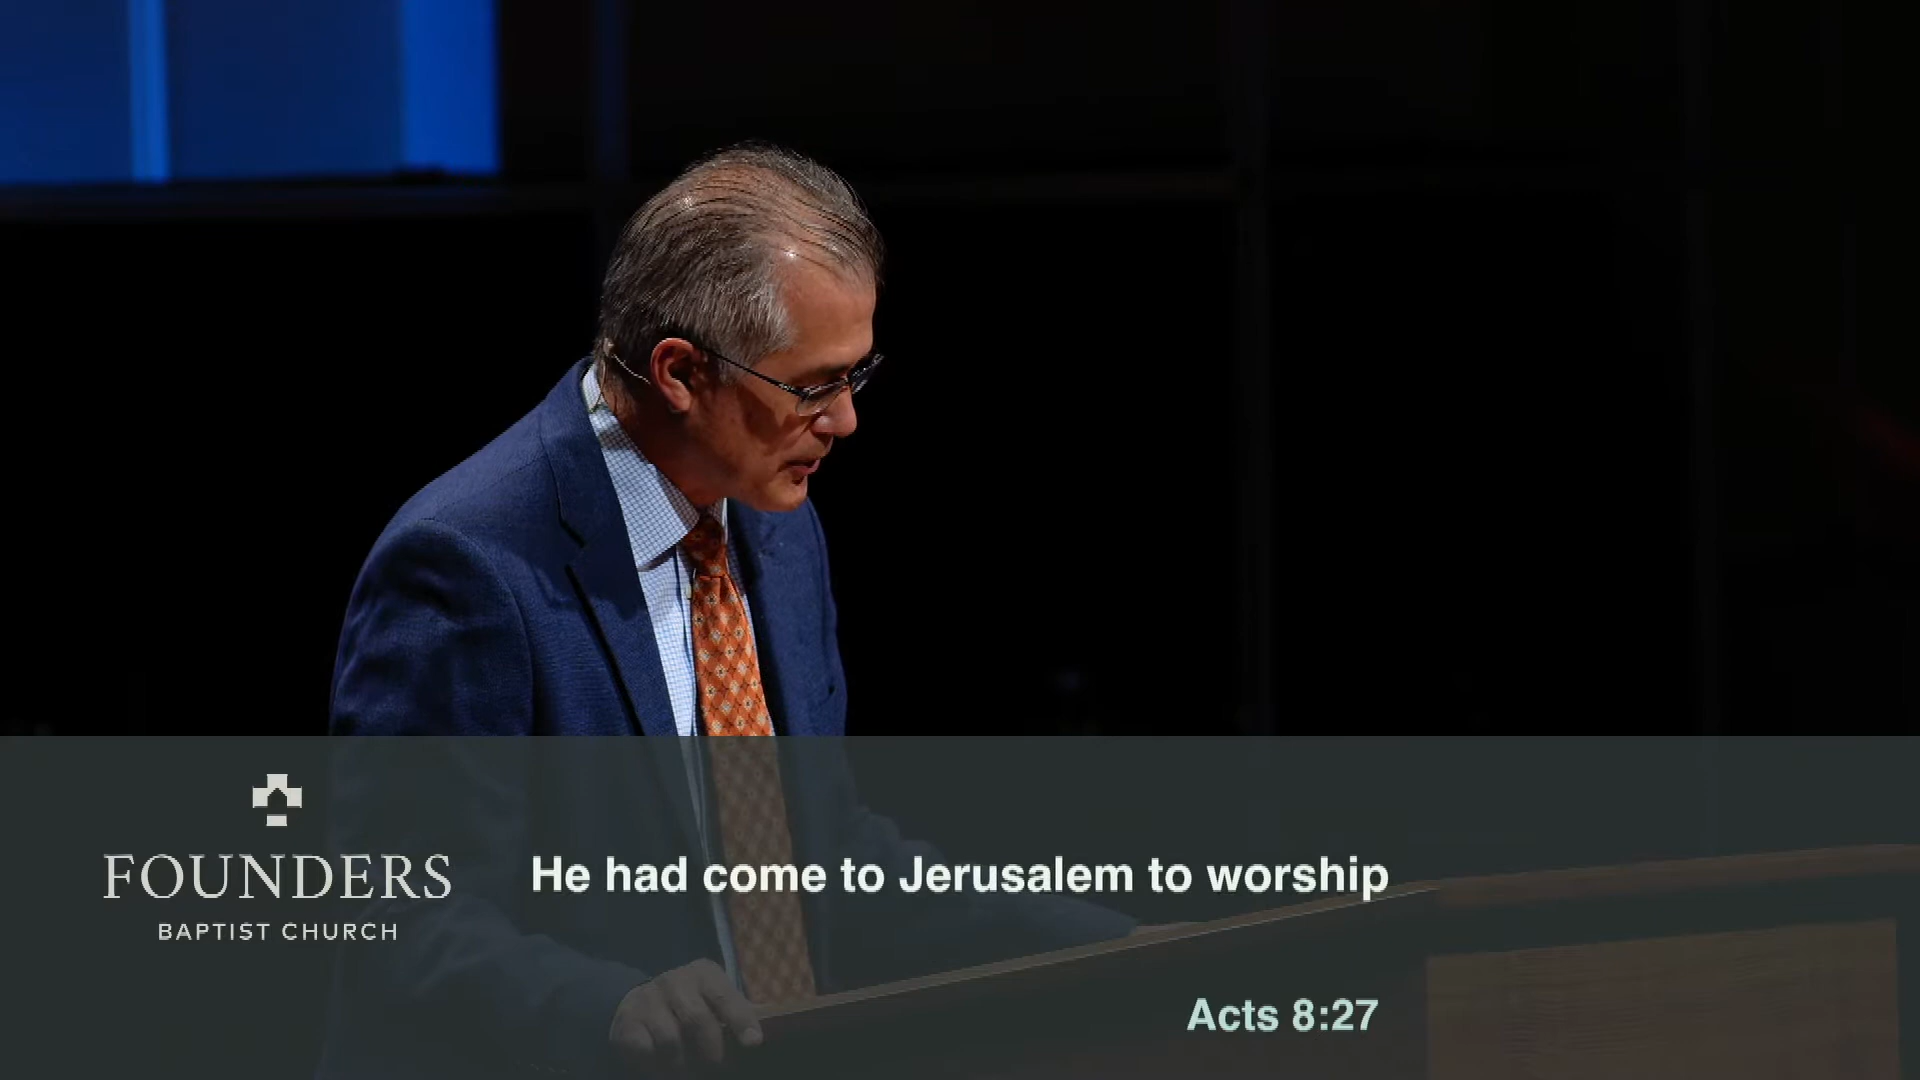 FOUNDERS
BAPTIST CHURCH
He had come to Jerusalem to worship
Acts 8:27